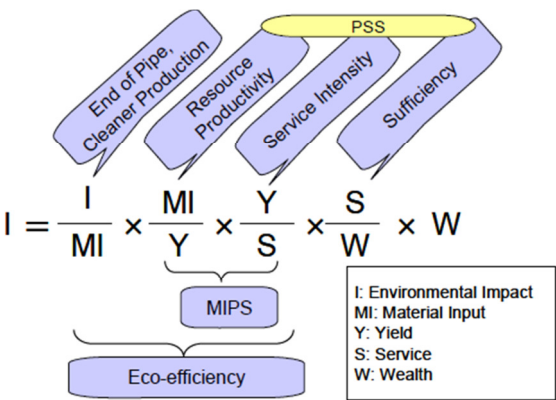 PSS
End of Pipe,
Cleaner Production
Resource
Productivity
Service Intensity
Sufficiency
I = I/MI × MI/Y × Y/S × S/W × W
MIPS
Eco-efficiency
I: Environmental Impact
MI: Material Input
Y: Yield
S: Service
W: Wealth